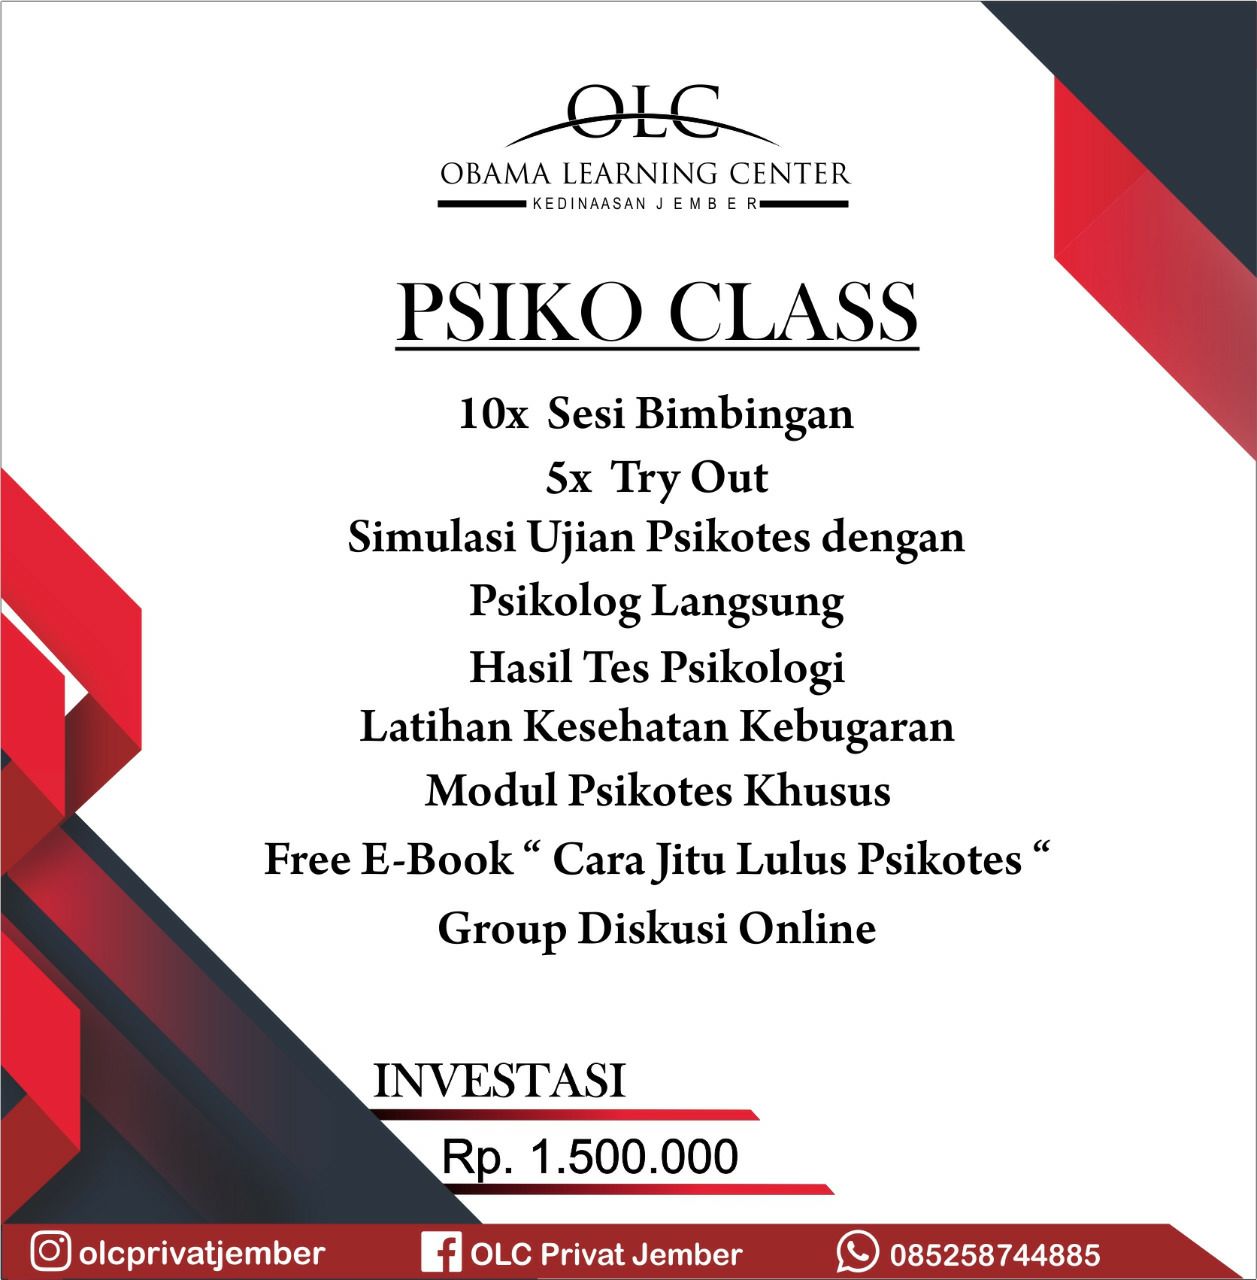 OLC
OBAMA LEARNING CENTER
KEDINAASAN JEMBER
PSIKO CLASS
10x Sesi Bimbingan
5x Try Out
Simulasi Ujian Psikotes dengan
Psikolog Langsung
Hasil Tes Psikologi
Latihan Kesehatan Kebugaran
Modul Psikotes Khusus
Free E-Book “ Cara Jitu Lulus Psikotes “
Group Diskusi Online
INVESTASI
Rp. 1.500.000
olcprivatjember OLC Privat Jember 085258744885